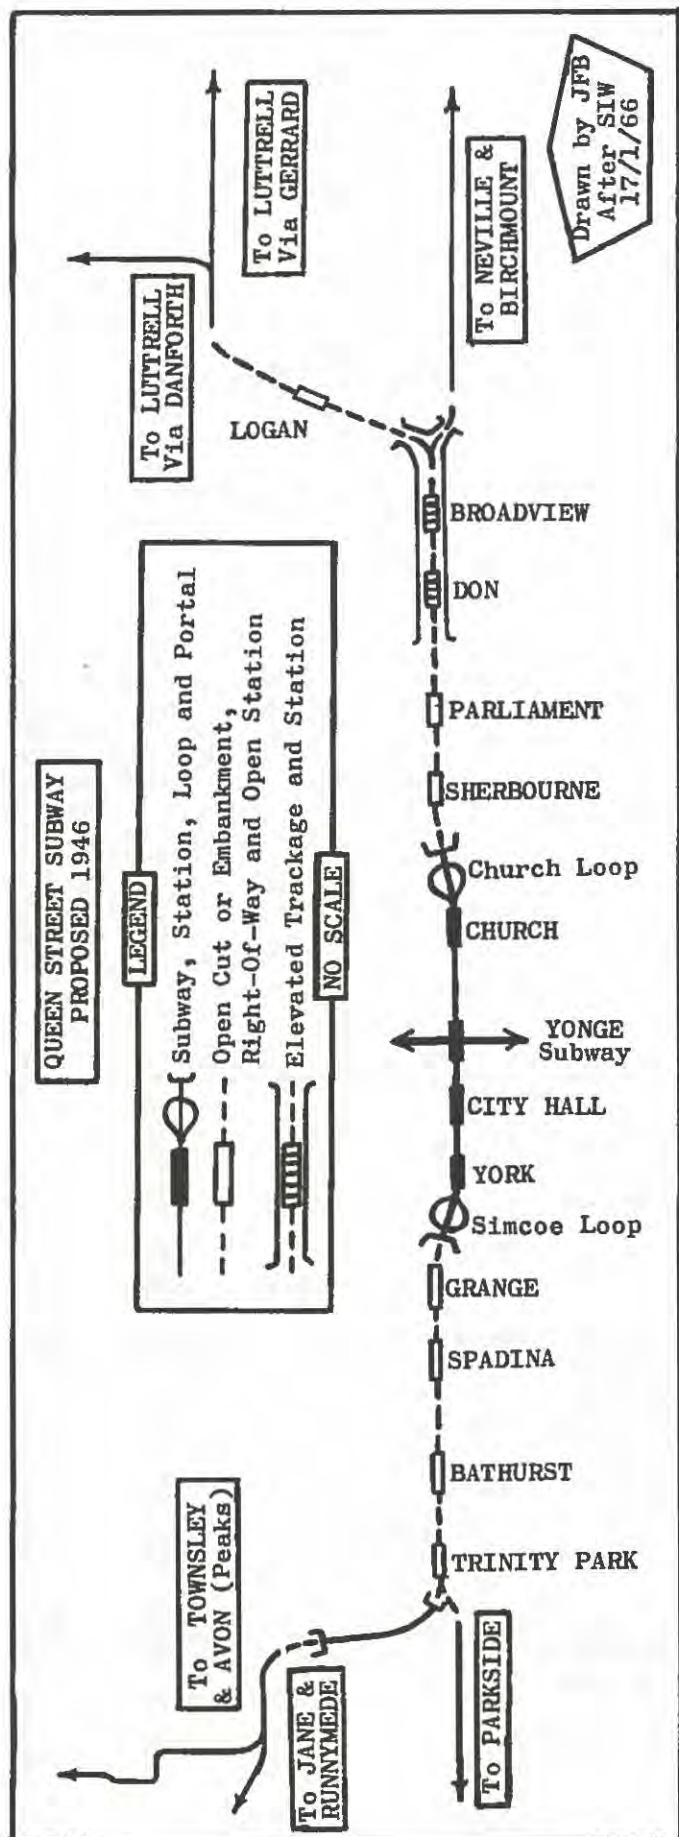 QUEEN STREET SUBWAY
PROPOSED 1946
LEGEND
Subway, Station, Loop and Portal
Open Cut or Embankment,
Right-Of-Way and Open Station
Elevated Trackage and Station
NO SCALE
To TOWNSLEY
& AVON (Peaks)
To JANE &
RUNNYMEDE
To PARKSIDE
TRINITY PARK
BATHURST
SPADINA
GRANGE
Simcoe Loop
YORK
CITY HALL
YONGE
Subway
CHURCH
Church Loop
SHERBOURNE
PARLIAMENT
DON
BROADVIEW
LOGAN
To LUTTRELL
Via DANFORTH
To LUTTRELL
Via GERRARD
To NEVILLE &
BIRCHMOUNT
Drawn by JFB
After SIW
17/1/66